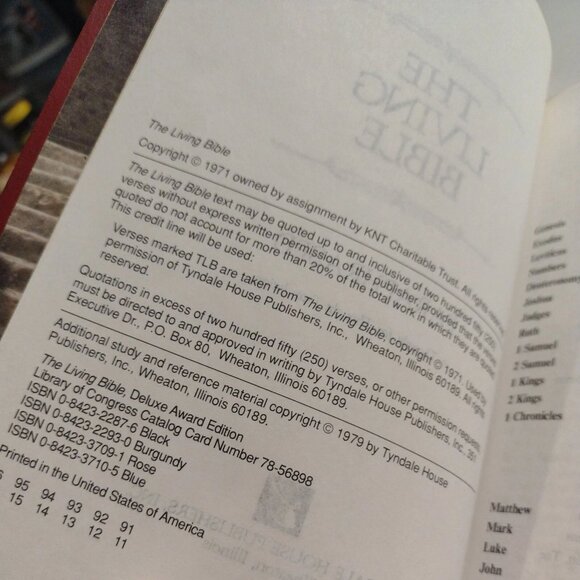 THE
LIVING
BIBLE
The Living Bible
Copyright © 1971 owned by assignment by KNT Charitable Trust. All rights
The Living Bible text may be quoted up to and inclusive of two hundred fifty (250)
verses without express written permission of the publisher, provided that the verses
quoted do not account for more than 20% of the total work in which they are quoted
This credit line will be used:
Verses marked TLB are taken from The Living Bible, copyright © 1971. Used by
permission of Tyndale House Publishers, Inc., Wheaton, Illinois 60189. All rights
reserved.
Quotations in excess of two hundred fifty (250) verses, or other permission requests,
must be directed to and approved in writing by Tyndale House Publishers, Inc., 351
Executive Dr., P.O. Box 80, Wheaton, Illinois 60189.
Additional study and reference material copyright © 1979 by Tyndale House
Publishers, Inc., Wheaton, Illinois 60189.
The Living Bible, Deluxe Award Edition
Library of Congress Catalog Card Number 78-56898
ISBN 0-8423-2287-6 Black
ISBN 0-8423-2293-0 Burgundy
ISBN 0-8423-3709-1 Rose
ISBN 0-8423-3710-5 Blue
Printed in the United States of America
95 94 93 92 91
15 14 13 12 11
Genesis
Exodus
Leviticus
Numbers
Deuteronomy
Joshua
Judges
Ruth
1 Samuel
2 Samuel
1 Kings
2 Kings
1 Chronicles
Matthew
Mark
Luke
John